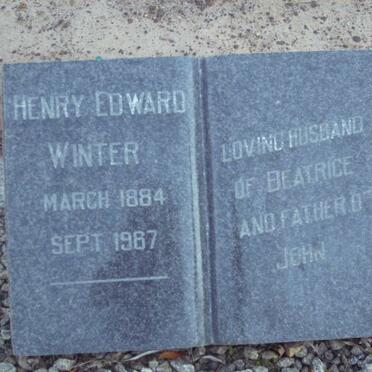 HENRY EDWARD
WINTER
MARCH 1884
SEPT 1967
LOVING HUSBAND
OF BEATRICE
AND FATHER OF
JOHN